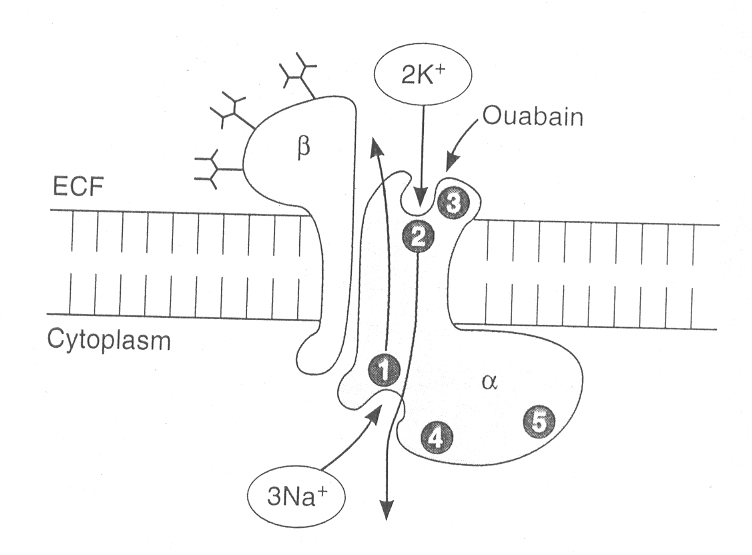 2K+
Ouabain
β
ECF
3
2
Cytoplasm
1
α
5
4
3Na+